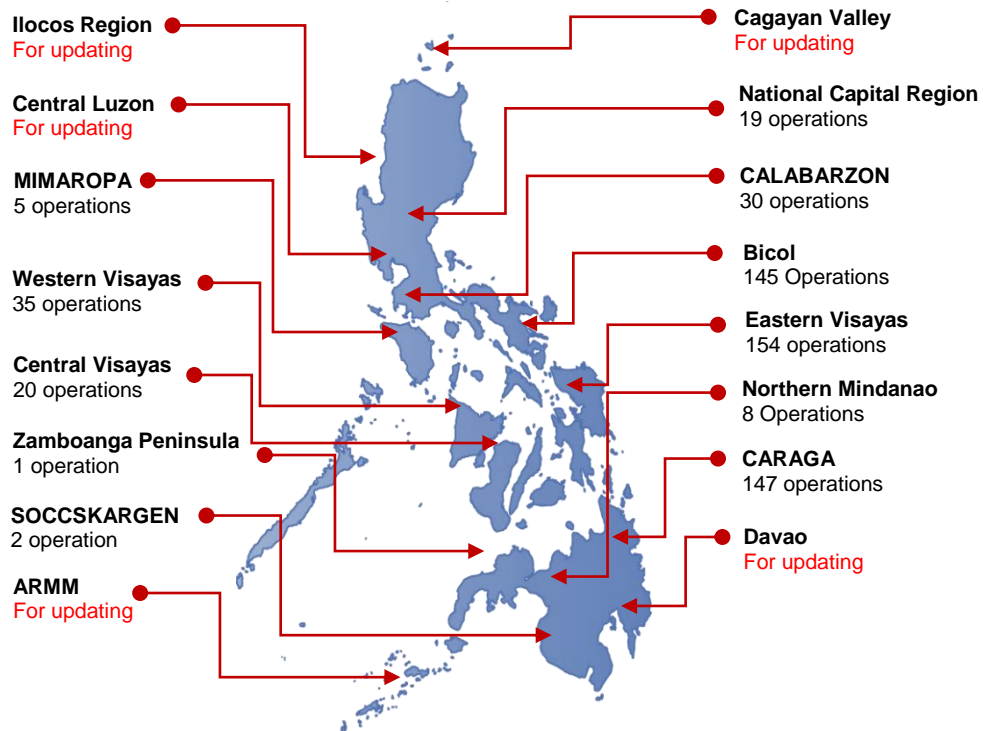 Ilocos Region
For updating
Central Luzon
For updating
MIMAROPA
5 operations
Western Visayas
35 operations
Central Visayas
20 operations
Zamboanga Peninsula
1 operation
SOCCSKARGEN
2 operation
ARMM
For updating
Cagayan Valley
For updating
National Capital Region
19 operations
CALABARZON
30 operations
Bicol
145 Operations
Eastern Visayas
154 operations
Northern Mindanao
8 Operations
CARAGA
147 operations
Davao
For updating